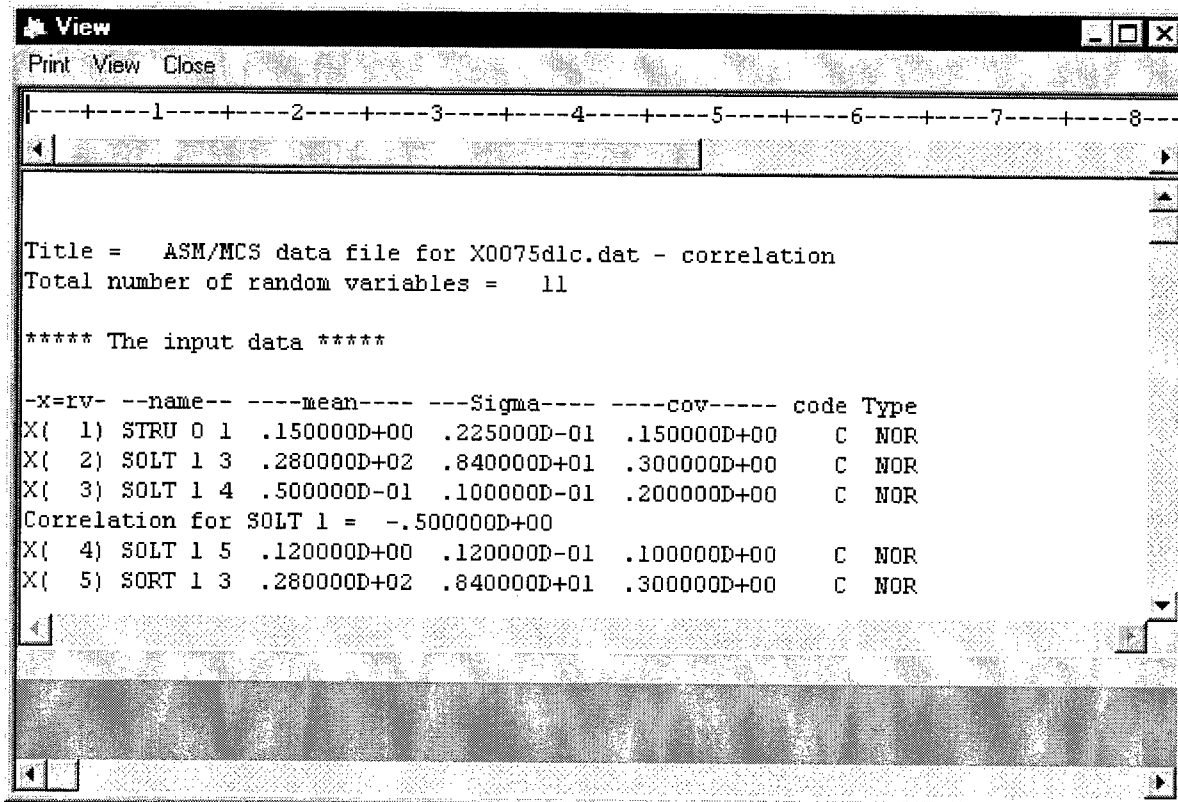 View
Print View Close
----+----1----+----2----+----3----+----4----+----5----+----6----+----7----+----8---
Title =   ASM/MCS data file for X0075dlc.dat - correlation
Total number of random variables =   11
***** The input data *****
-x=rv- --name-- ----mean---- ---Sigma---- ----cov----- code Type
X(  1) STRU 0 1  .150000D+00  .225000D-01  .150000D+00    C  NOR
X(  2) SOLT 1 3  .280000D+02  .840000D+01  .300000D+00    C  NOR
X(  3) SOLT 1 4  .500000D-01  .100000D-01  .200000D+00    C  NOR
Correlation for SOLT 1 =  -.500000D+00
X(  4) SOLT 1 5  .120000D+00  .120000D-01  .100000D+00    C  NOR
X(  5) SORT 1 3  .280000D+02  .840000D+01  .300000D+00    C  NOR